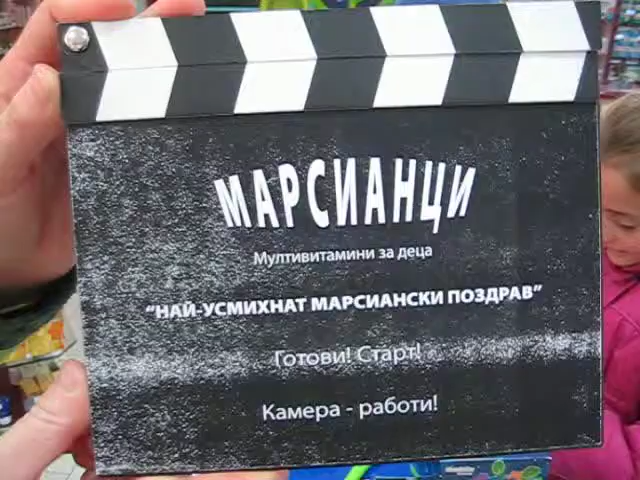 МАРСИАНЦИ
Мултивитамини за деца
“НАЙ-УСМИХНАТ МАРСИАНСКИ ПОЗДРАВ”
Готови! Старт!
Камера - работи!